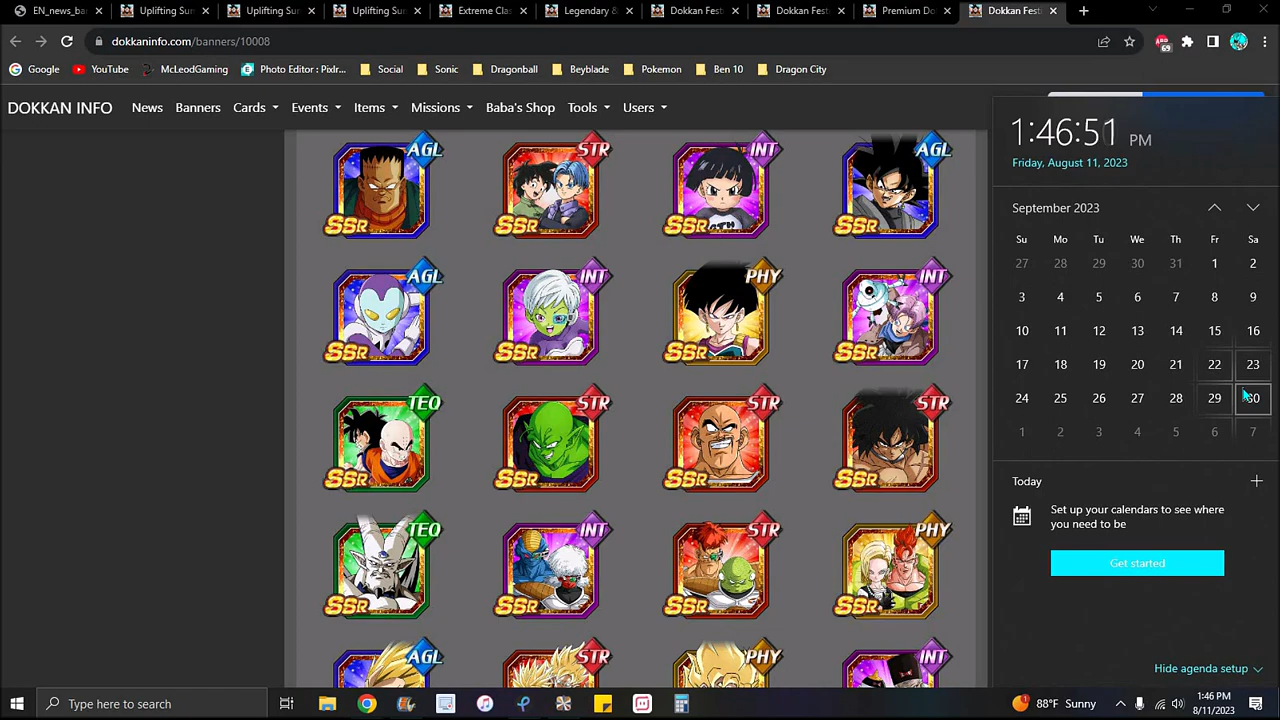 EN_news_ba
Uplifting Sur
Uplifting Sur
Uplifting Sur
Extreme Clas
Legendary &
Dokkan Fest
Dokkan Fest
Premium Do
Dokkan Fest
dokkaninfo.com/banners/10008
69
Google
YouTube
McLeodGaming
Photo Editor : Pixlr...
Social
Sonic
Dragonball
Beyblade
Pokemon
Ben 10
Dragon City
DOKKAN INFO
News
Banners
Cards
Events
Items
Missions
Baba's Shop
Tools
Users
AGL STR INT AGL
SSR SSR SSR SSR
AGL INT PHY INT
SSR SSR SSR SSR
TEQ STR STR STR
SSR SSR SSR SSR
TEQ INT STR PHY
SSR SSR SSR SSR
AGL STR PHY INT
1:46:51 PM
Friday, August 11, 2023
September 2023
Su Mo Tu We Th Fr Sa
27 28 29 30 31 1 2
3 4 5 6 7 8 9
10 11 12 13 14 15 16
17 18 19 20 21 22 23
24 25 26 27 28 29 30
1 2 3 4 5 6 7
Today
Set up your calendars to see where
you need to be
Get started
Hide agenda setup
Type here to search
88°F Sunny
1:46 PM
8/11/2023